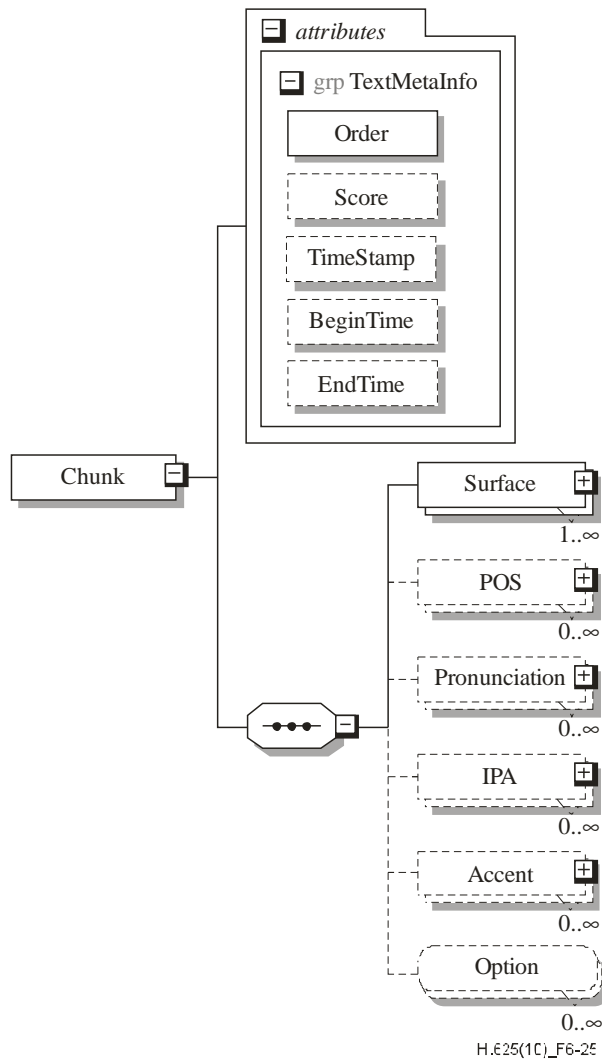 attributes
grp TextMetaInfo
Order
Score
TimeStamp
BeginTime
EndTime
Chunk
Surface
1..∞
POS
0..∞
Pronunciation
0..∞
IPA
0..∞
Accent
0..∞
Option
0..∞
H.625(10)_F6-25